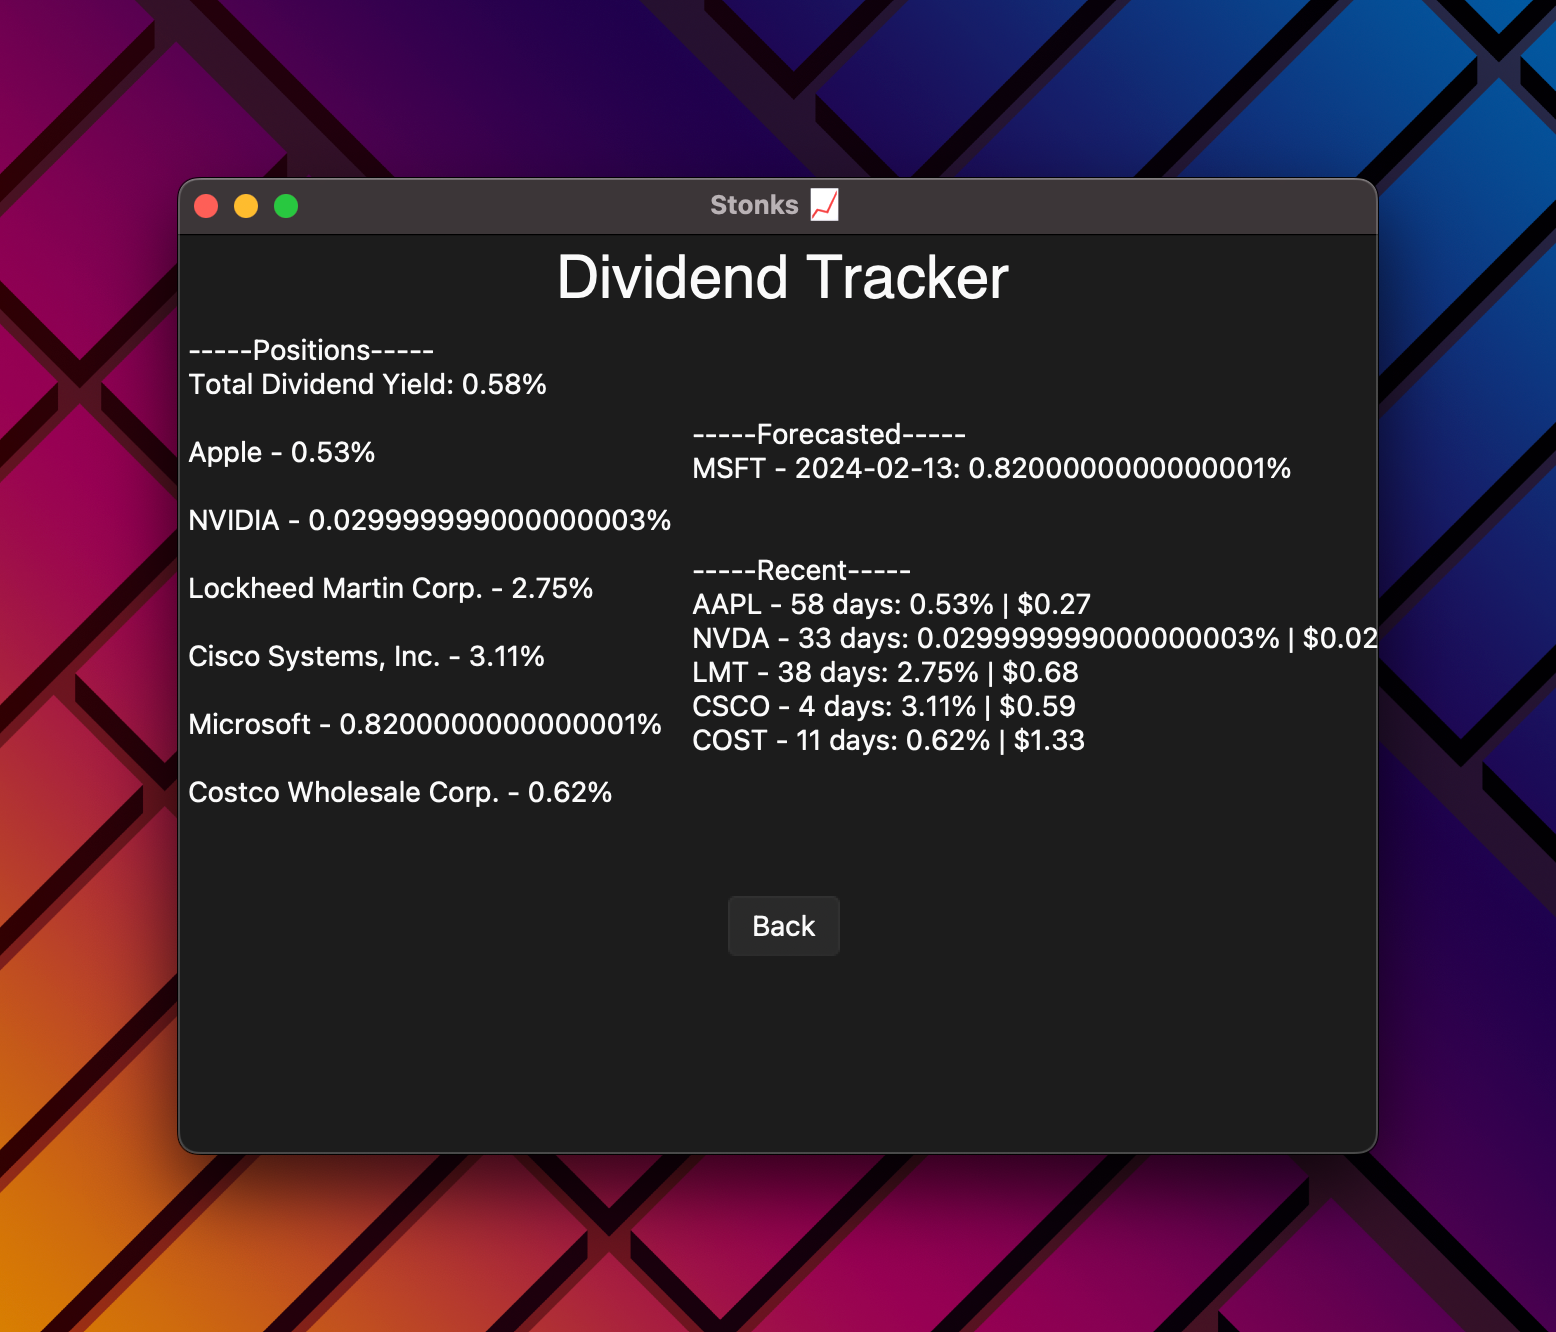 Stonks 📈
Dividend Tracker
-----Positions-----
Total Dividend Yield: 0.58%
Apple - 0.53%
NVIDIA - 0.029999999000000003%
Lockheed Martin Corp. - 2.75%
Cisco Systems, Inc. - 3.11%
Microsoft - 0.8200000000000001%
Costco Wholesale Corp. - 0.62%
-----Forecasted-----
MSFT - 2024-02-13: 0.8200000000000001%
-----Recent-----
AAPL - 58 days: 0.53% | $0.27
NVDA - 33 days: 0.029999999000000003% | $0.02
LMT - 38 days: 2.75% | $0.68
CSCO - 4 days: 3.11% | $0.59
COST - 11 days: 0.62% | $1.33
Back